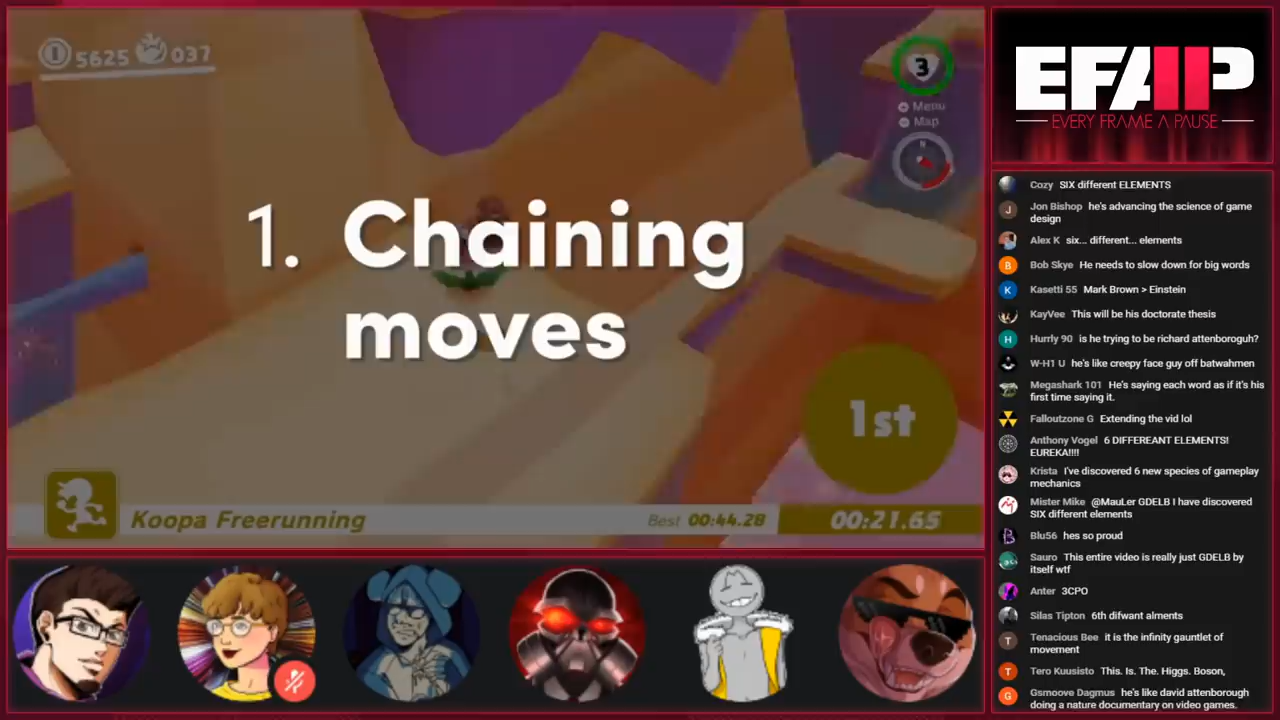 5625 037
3
Menu
Map
N
1. Chaining
moves
1st
Koopa Freerunning
Best 00:44.28
00:21.65
EFAP
EVERY FRAME A PAUSE
Cozy SIX different ELEMENTS
J
Jon Bishop he's advancing the science of game
design
Alex K six... different... elements
B
Bob Skye He needs to slow down for big words
K
Kasetti 55 Mark Brown > Einstein
KayVee This will be his doctorate thesis
H
Hurrly 90 is he trying to be richard attenboroguh?
W-H1 U he's like creepy face guy off batwahmen
Megashark 101 He's saying each word as if it's his
first time saying it.
Falloutzone G Extending the vid lol
Anthony Vogel 6 DIFFEREANT ELEMENTS!
EUREKA!!!!
Krista I've discovered 6 new species of gameplay
mechanics
Mister Mike @MauLer GDELB I have discovered
SIX different elements
Blu56 hes so proud
Sauro This entire video is really just GDELB by
itself wtf
Anter 3CPO
Silas Tipton 6th difwant alments
T
Tenacious Bee it is the infinity gauntlet of
movement
T
Tero Kuusisto This. Is. The. Higgs. Boson,
G
Gsmoove Dagmus he's like david attenborough
doing a nature documentary on video games.